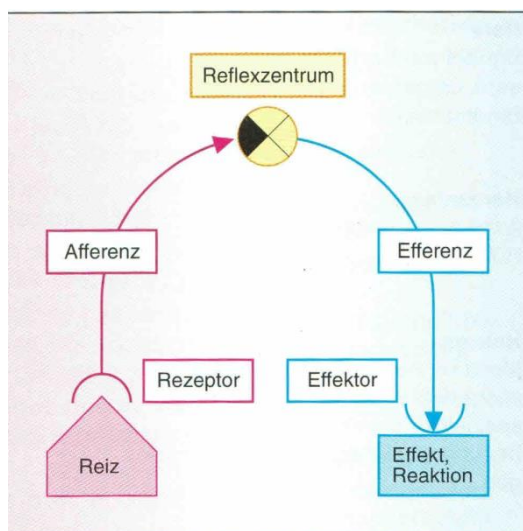 Reflexzentrum
Afferenz
Efferenz
Rezeptor
Effektor
Reiz
Effekt,
Reaktion